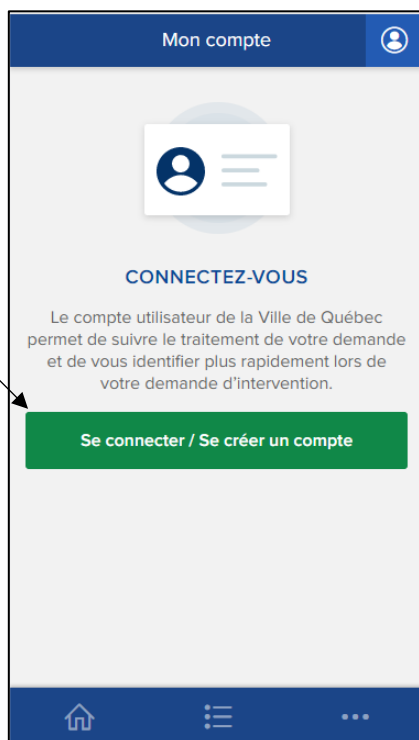 Mon compte
CONNECTEZ-VOUS
Le compte utilisateur de la Ville de Québec
permet de suivre le traitement de votre demande
et de vous identifier plus rapidement lors de
votre demande d'intervention.
Se connecter / Se créer un compte